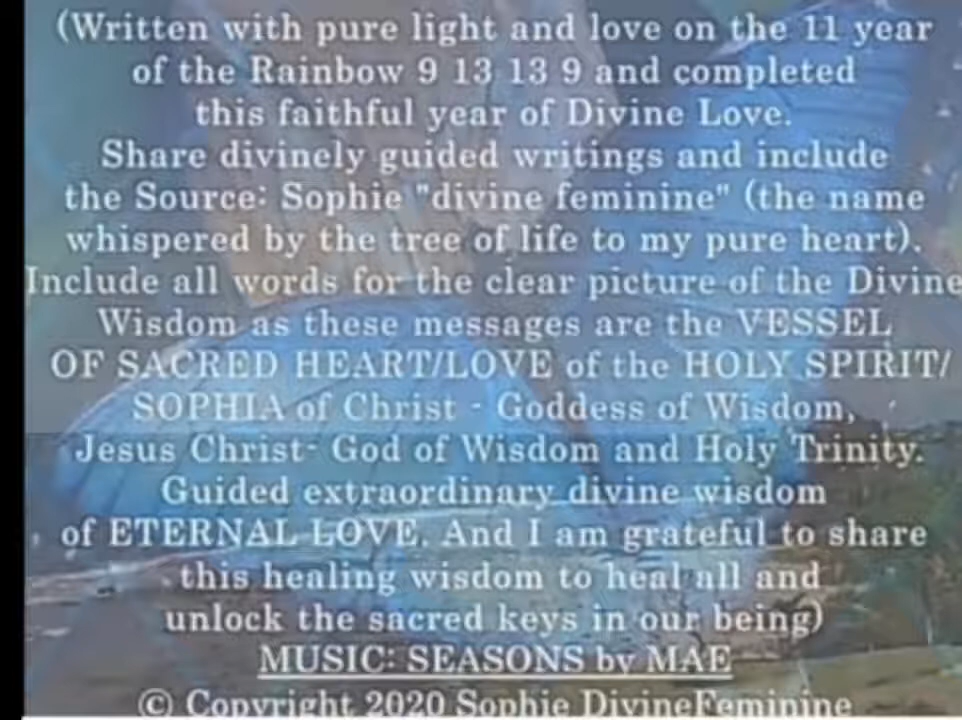 (Written with pure light and love on the 11 year
of the Rainbow 9 13 13 9 and completed
this faithful year of Divine Love.
Share divinely guided writings and include
the Source: Sophie "divine feminine" (the name
whispered by the tree of life to my pure heart).
Include all words for the clear picture of the Divine
Wisdom as these messages are the VESSEL
OF SACRED HEART/LOVE of the HOLY SPIRIT/
SOPHIA of Christ - Goddess of Wisdom,
Jesus Christ- God of Wisdom and Holy Trinity.
Guided extraordinary divine wisdom
of ETERNAL LOVE. And I am grateful to share
this healing wisdom to heal all and
unlock the sacred keys in our being)
MUSIC: SEASONS by MAE
© Copyright 2020 Sophie DivineFeminine